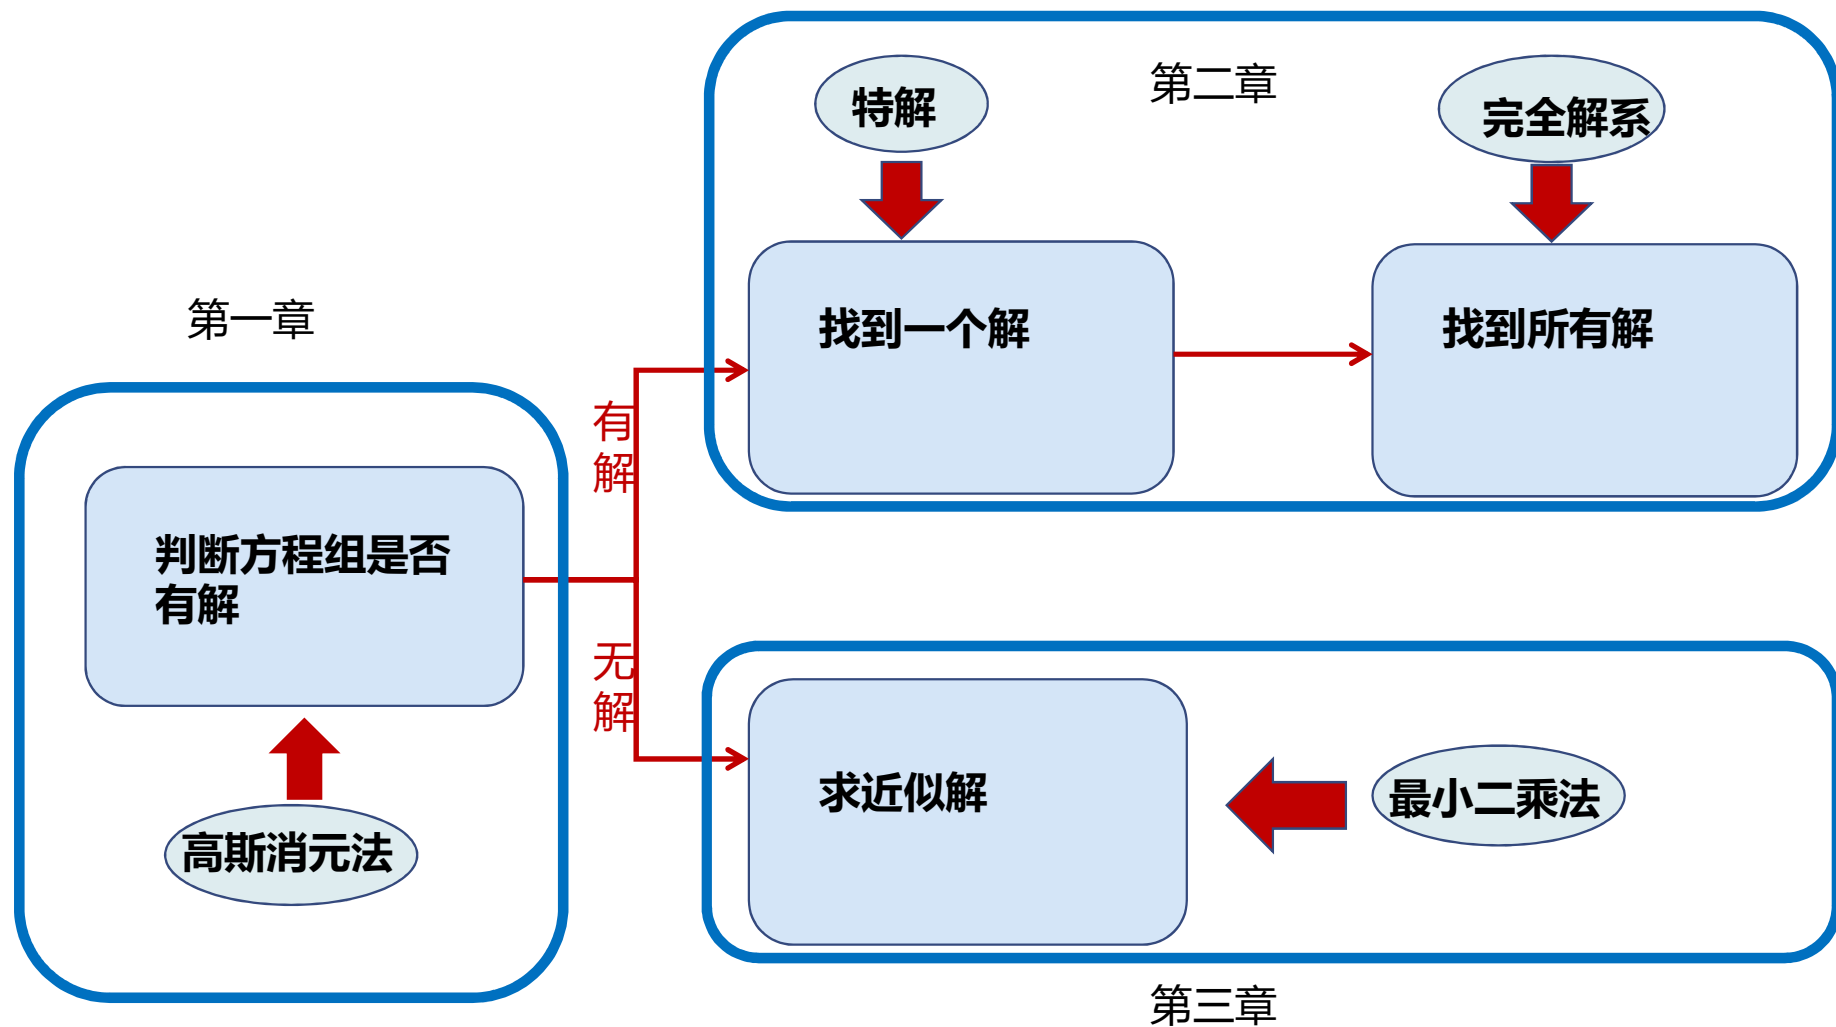 第二章
特解
完全解系
找到一个解
找到所有解
第一章
有
解
判断方程组是否
有解
高斯消元法
无
解
求近似解
最小二乘法
第三章